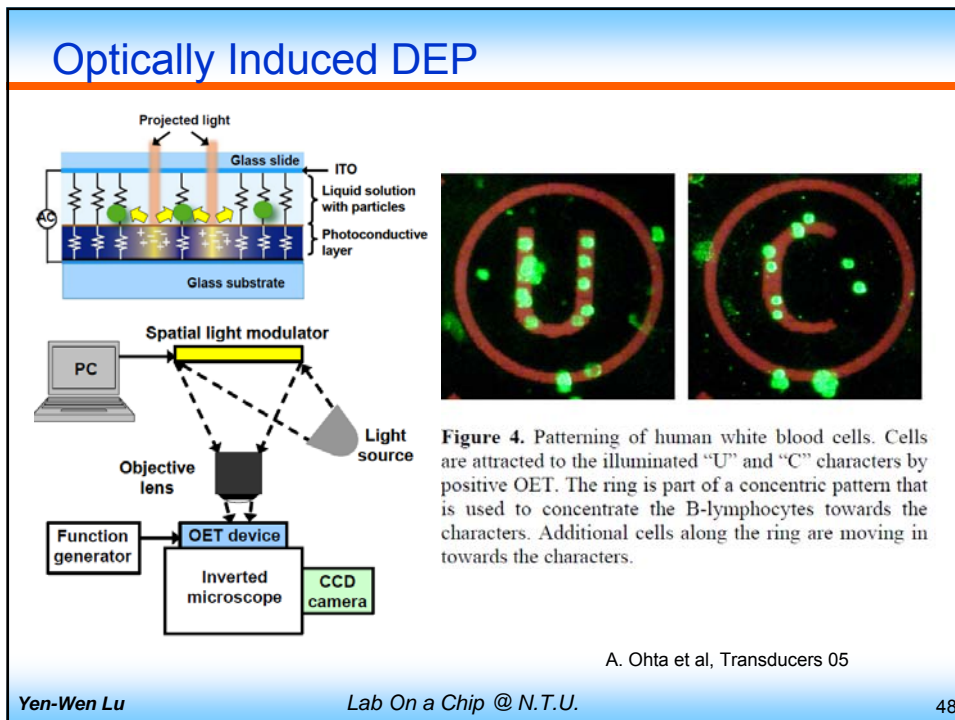 Optically Induced DEP
Projected light
Glass slide
ITO
Liquid solution
with particles
AC
Photoconductive
layer
Glass substrate
Spatial light modulator
PC
Light
source
Objective
lens
Function
generator
OET device
Inverted
microscope
CCD
camera
U
C
Figure 4. Patterning of human white blood cells. Cells
are attracted to the illuminated “U” and “C” characters by
positive OET. The ring is part of a concentric pattern that
is used to concentrate the B-lymphocytes towards the
characters. Additional cells along the ring are moving in
towards the characters.
A. Ohta et al, Transducers 05
Yen-Wen Lu
Lab On a Chip @ N.T.U.
48